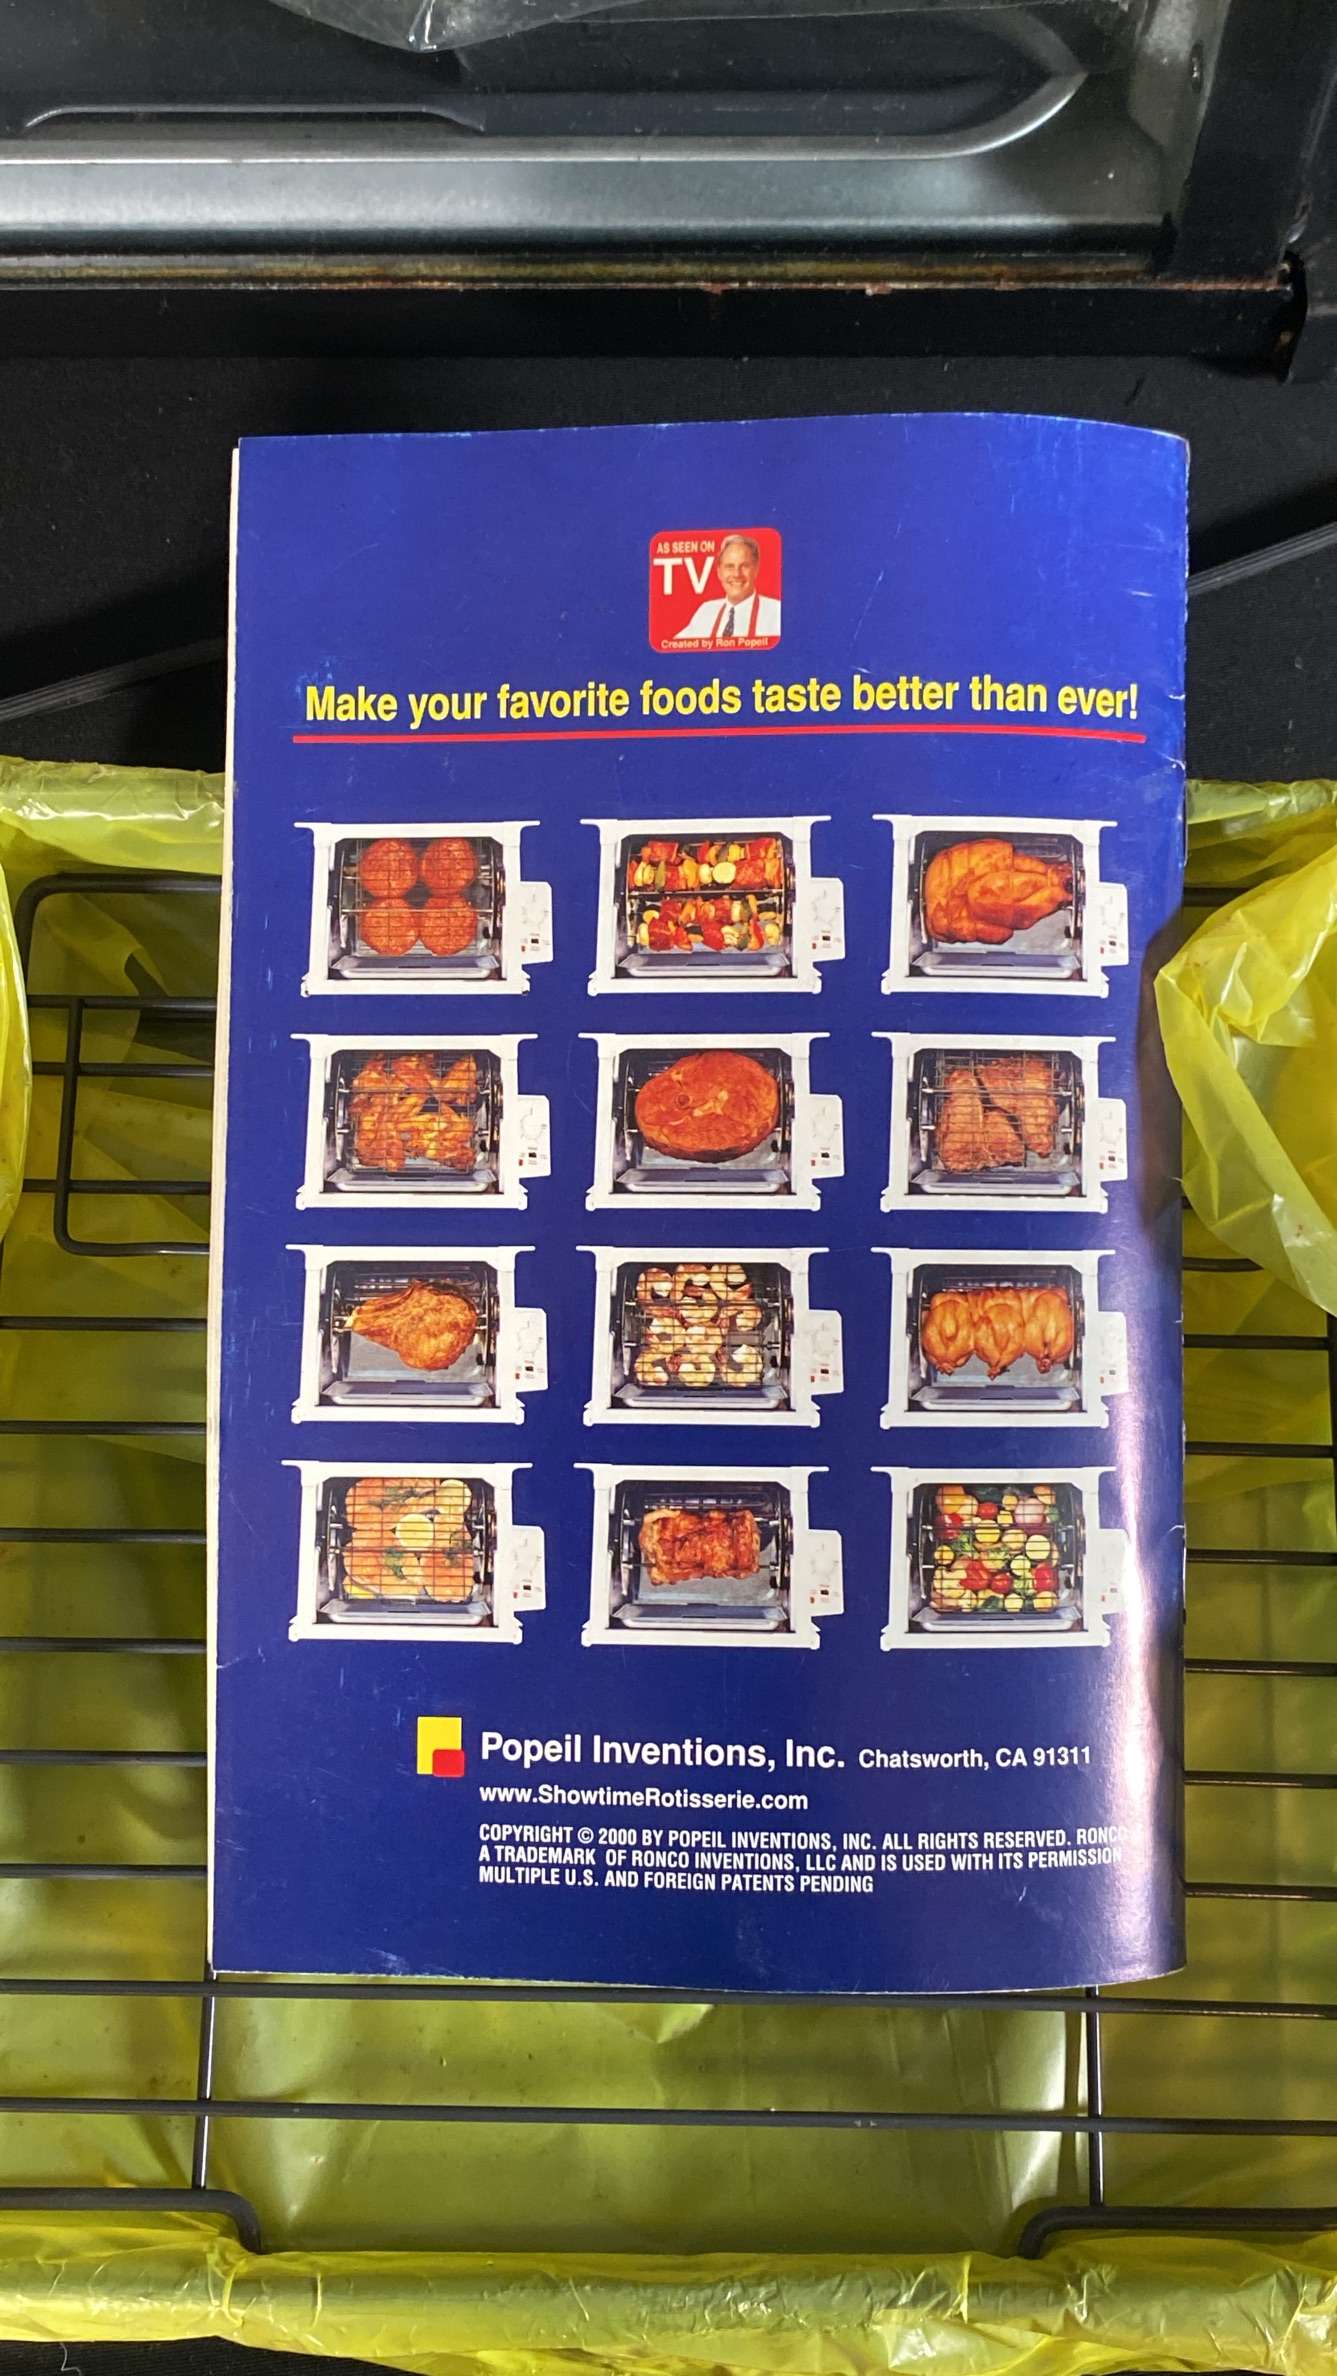 AS SEEN ON
TV
Created by Ron Popeil
Make your favorite foods taste better than ever!
Popeil Inventions, Inc. Chatsworth, CA 91311
www.ShowtimeRotisserie.com
COPYRIGHT © 2000 BY POPEIL INVENTIONS, INC. ALL RIGHTS RESERVED. RONCO
A TRADEMARK OF RONCO INVENTIONS, LLC AND IS USED WITH ITS PERMISSION
MULTIPLE U.S. AND FOREIGN PATENTS PENDING